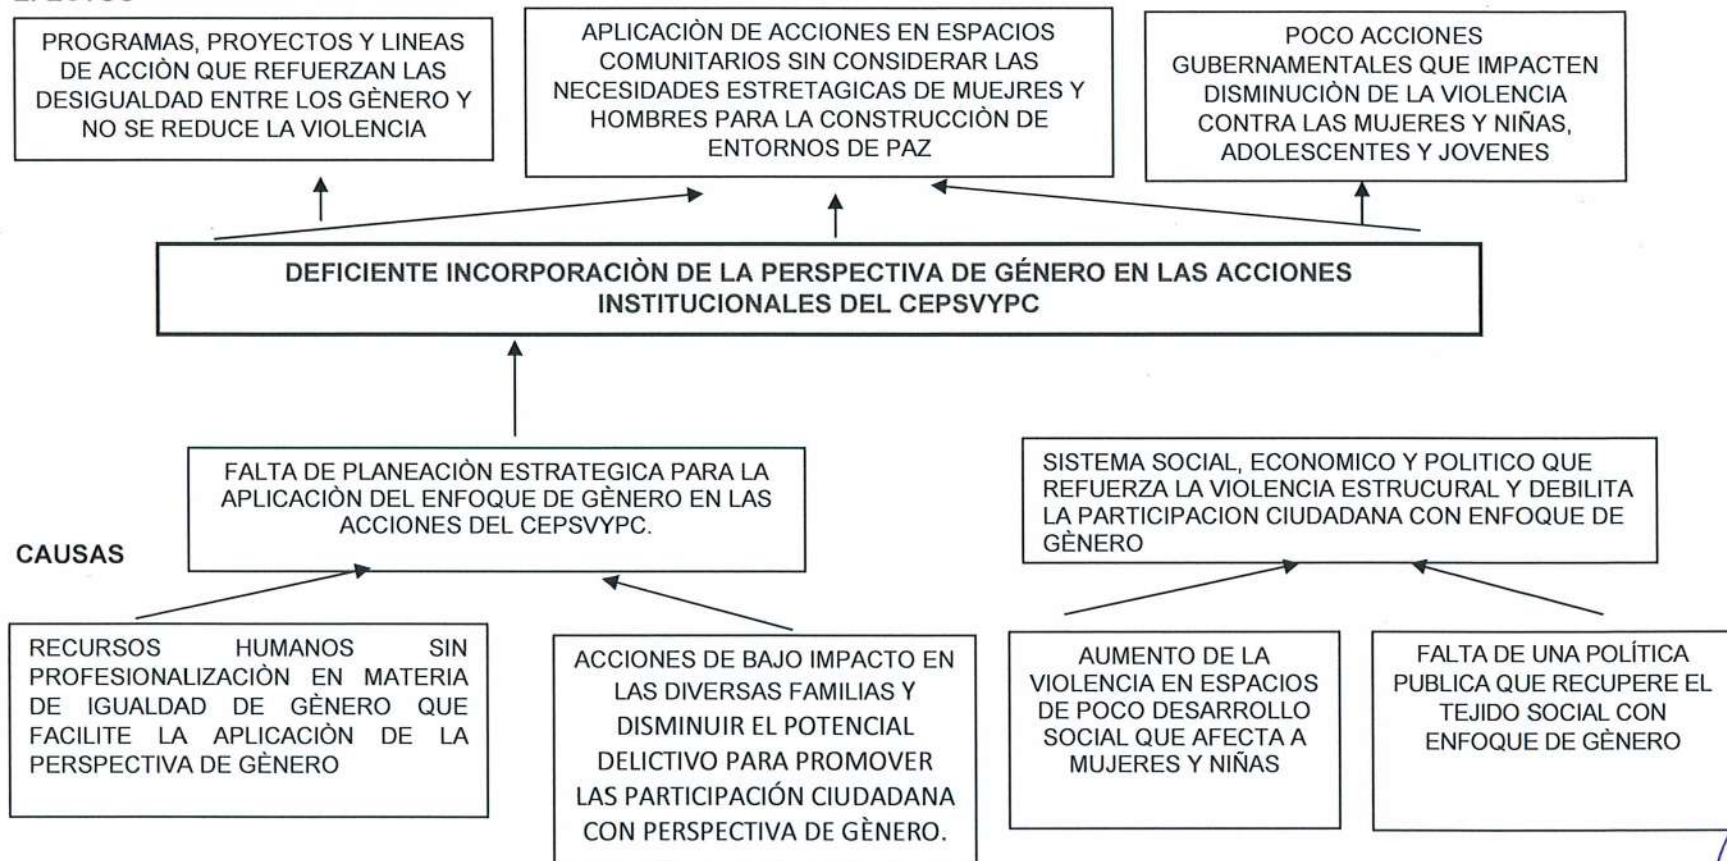 PROGRAMAS, PROYECTOS Y LINEAS
DE ACCIÒN QUE REFUERZAN LAS
DESIGUALDAD ENTRE LOS GÈNERO Y
NO SE REDUCE LA VIOLENCIA
APLICACIÒN DE ACCIONES EN ESPACIOS
COMUNITARIOS SIN CONSIDERAR LAS
NECESIDADES ESTRETAGICAS DE MUEJRES Y
HOMBRES PARA LA CONSTRUCCIÒN DE
ENTORNOS DE PAZ
POCO ACCIONES
GUBERNAMENTALES QUE IMPACTEN
DISMINUCIÒN DE LA VIOLENCIA
CONTRA LAS MUJERES Y NIÑAS,
ADOLESCENTES Y JOVENES
DEFICIENTE INCORPORACIÒN DE LA PERSPECTIVA DE GÉNERO EN LAS ACCIONES
INSTITUCIONALES DEL CEPSVYPC
FALTA DE PLANEACIÒN ESTRATEGICA PARA LA
APLICACIÒN DEL ENFOQUE DE GÈNERO EN LAS
ACCIONES DEL CEPSVYPC.
SISTEMA SOCIAL, ECONOMICO Y POLITICO QUE
REFUERZA LA VIOLENCIA ESTRUCURAL Y DEBILITA
LA PARTICIPACION CIUDADANA CON ENFOQUE DE
GÈNERO
CAUSAS
RECURSOS HUMANOS SIN
PROFESIONALIZACIÒN EN MATERIA
DE IGUALDAD DE GÈNERO QUE
FACILITE LA APLICACIÒN DE LA
PERSPECTIVA DE GÈNERO
ACCIONES DE BAJO IMPACTO EN
LAS DIVERSAS FAMILIAS Y
DISMINUIR EL POTENCIAL
DELICTIVO PARA PROMOVER
LAS PARTICIPACIÓN CIUDADANA
CON PERSPECTIVA DE GÈNERO.
AUMENTO DE LA
VIOLENCIA EN ESPACIOS
DE POCO DESARROLLO
SOCIAL QUE AFECTA A
MUJERES Y NIÑAS
FALTA DE UNA POLÍTICA
PUBLICA QUE RECUPERE EL
TEJIDO SOCIAL CON
ENFOQUE DE GÈNERO